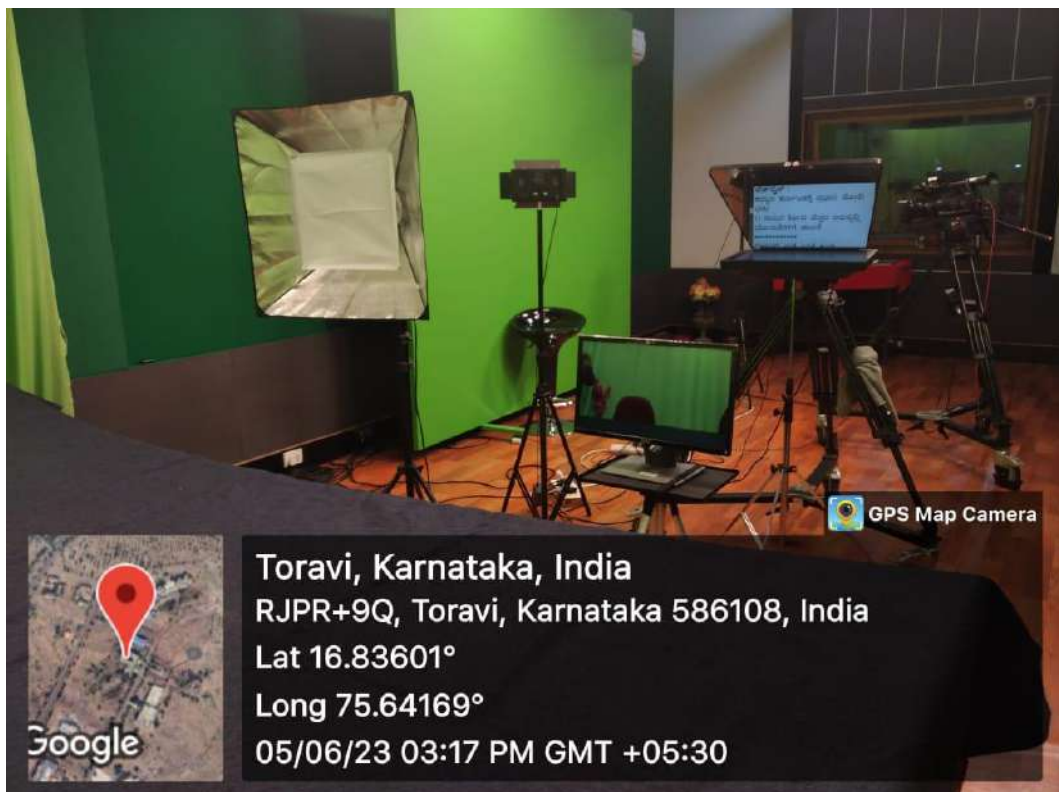 GPS Map Camera
Toravi, Karnataka, India
RJPR+9Q, Toravi, Karnataka 586108, India
Lat 16.83601°
Long 75.64169°
05/06/23 03:17 PM GMT +05:30
Google